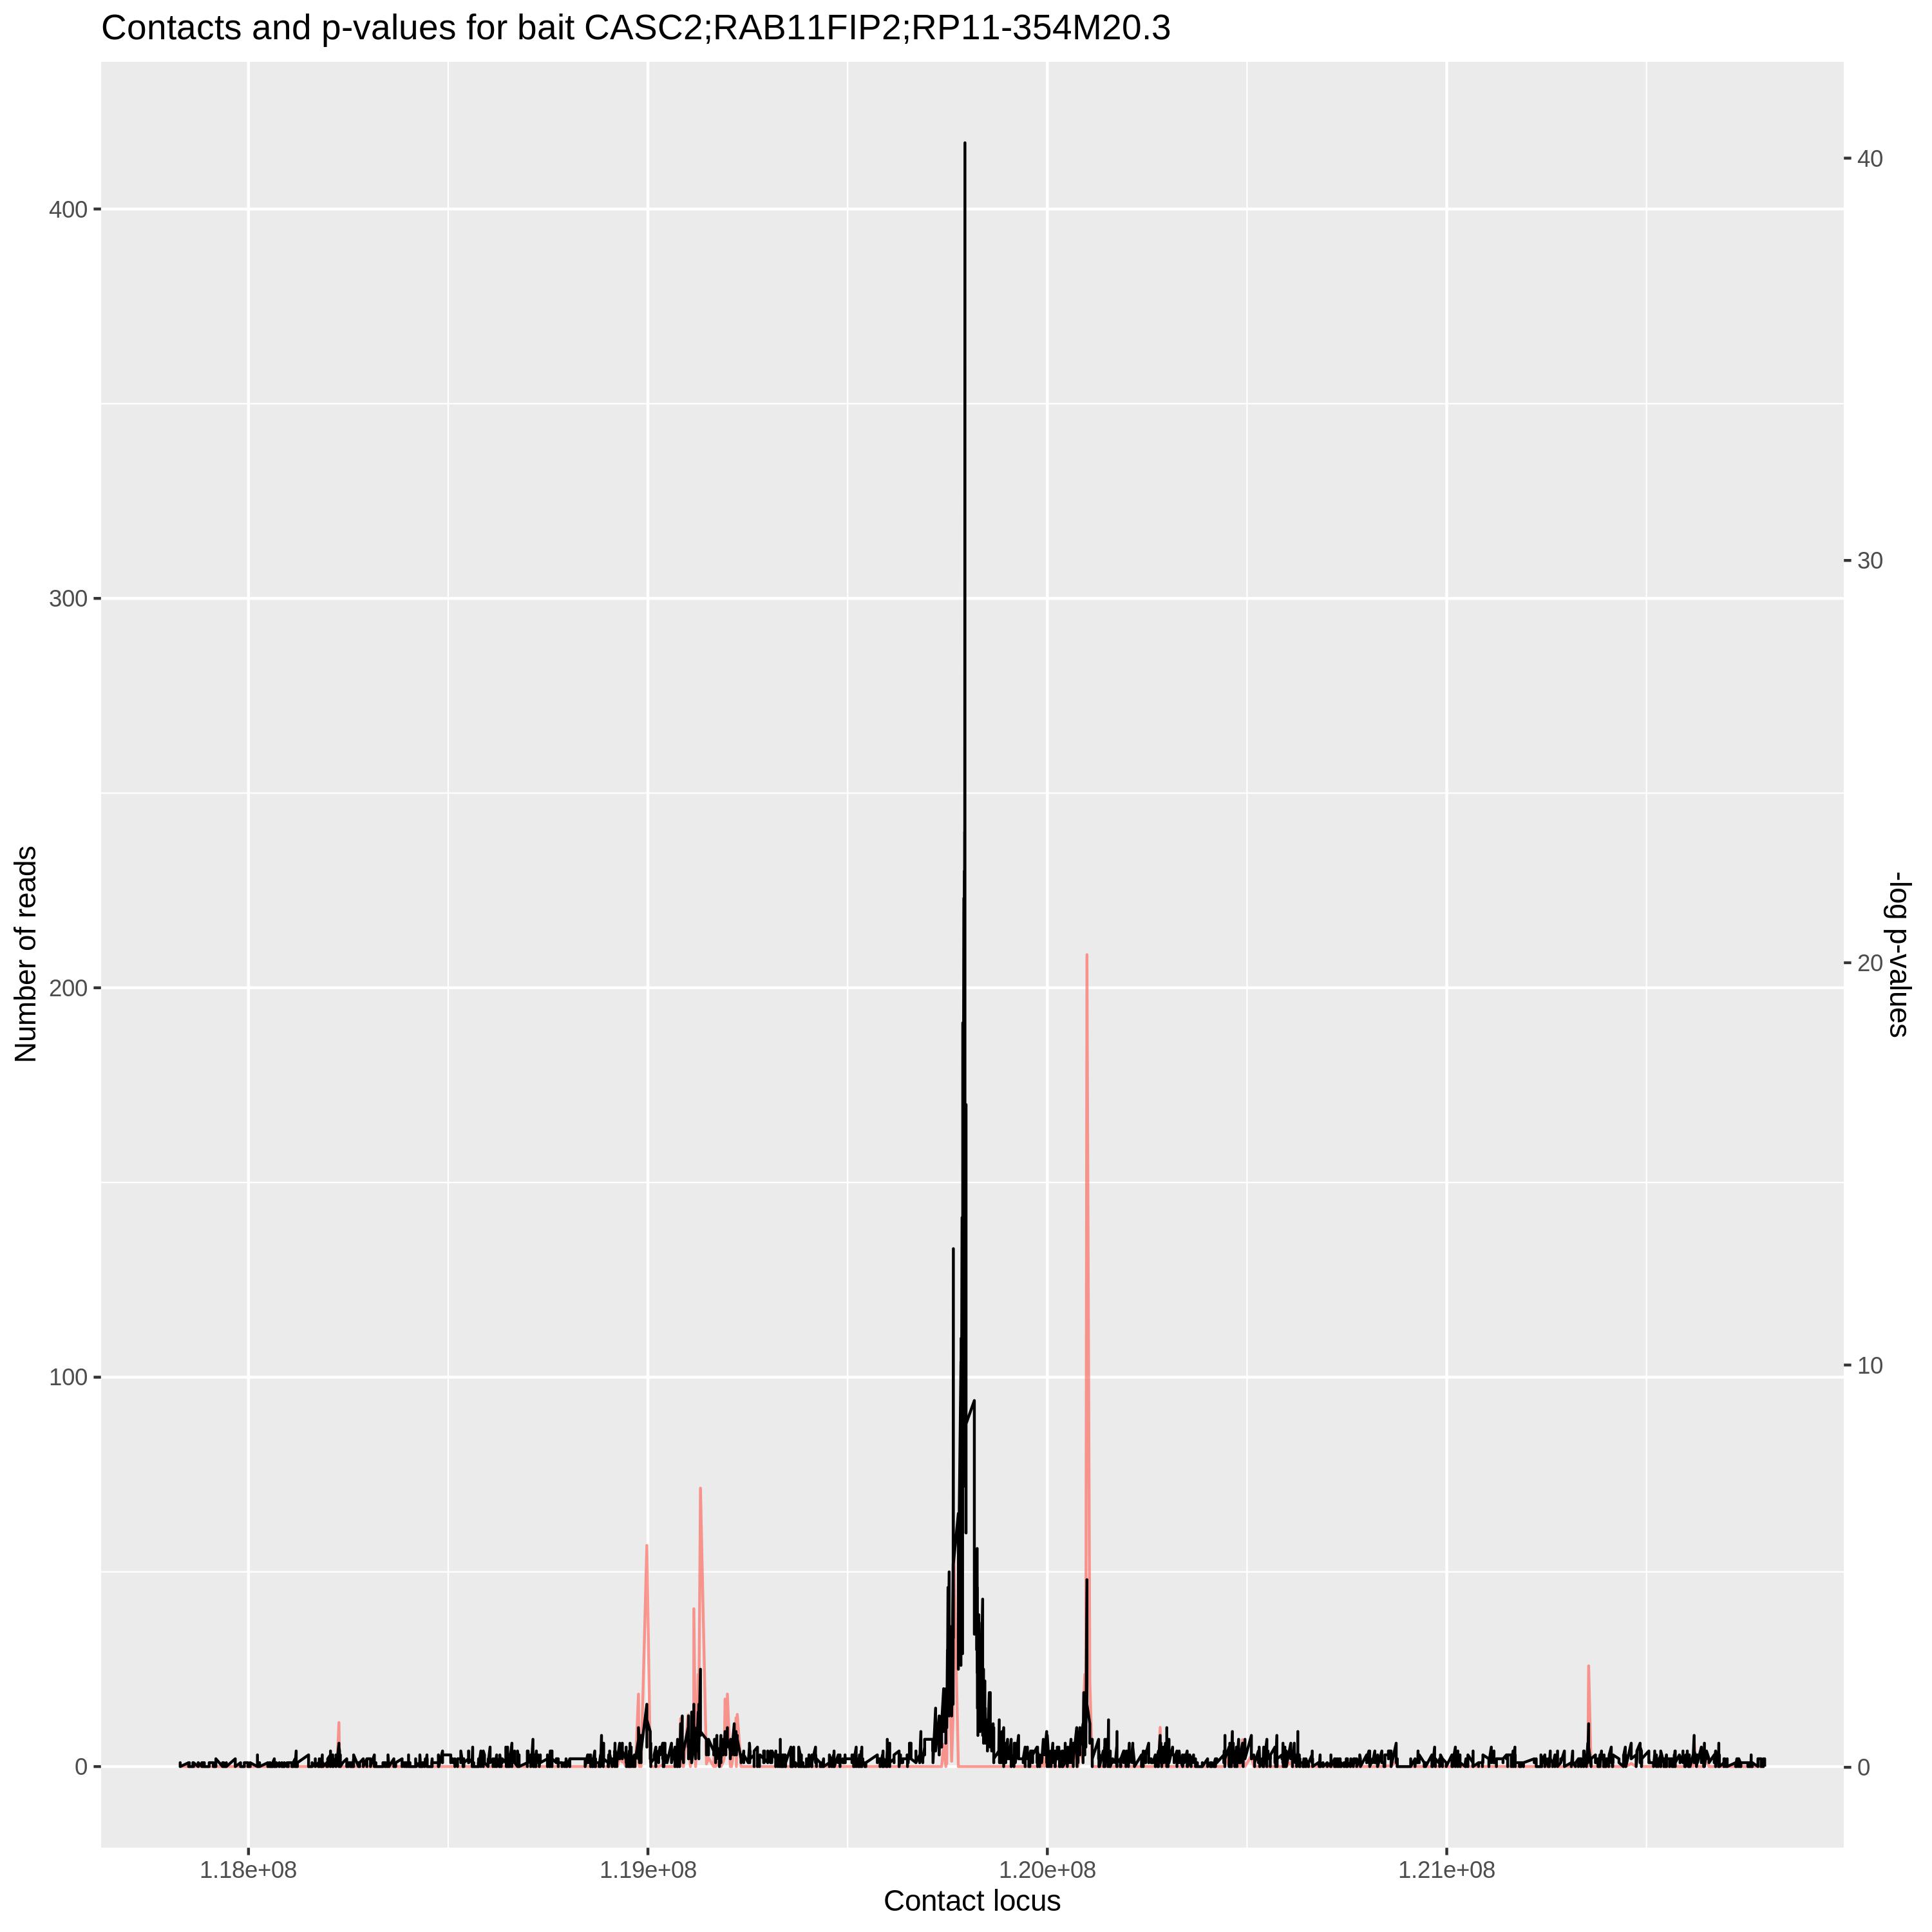 Contacts and p-values for bait CASC2;RAB11FIP2;RP11-354M20.3
400
300
200
100
0
Number of reads
40
30
20
10
0
-log p-values
1.18e+08
1.19e+08
1.20e+08
1.21e+08
Contact locus